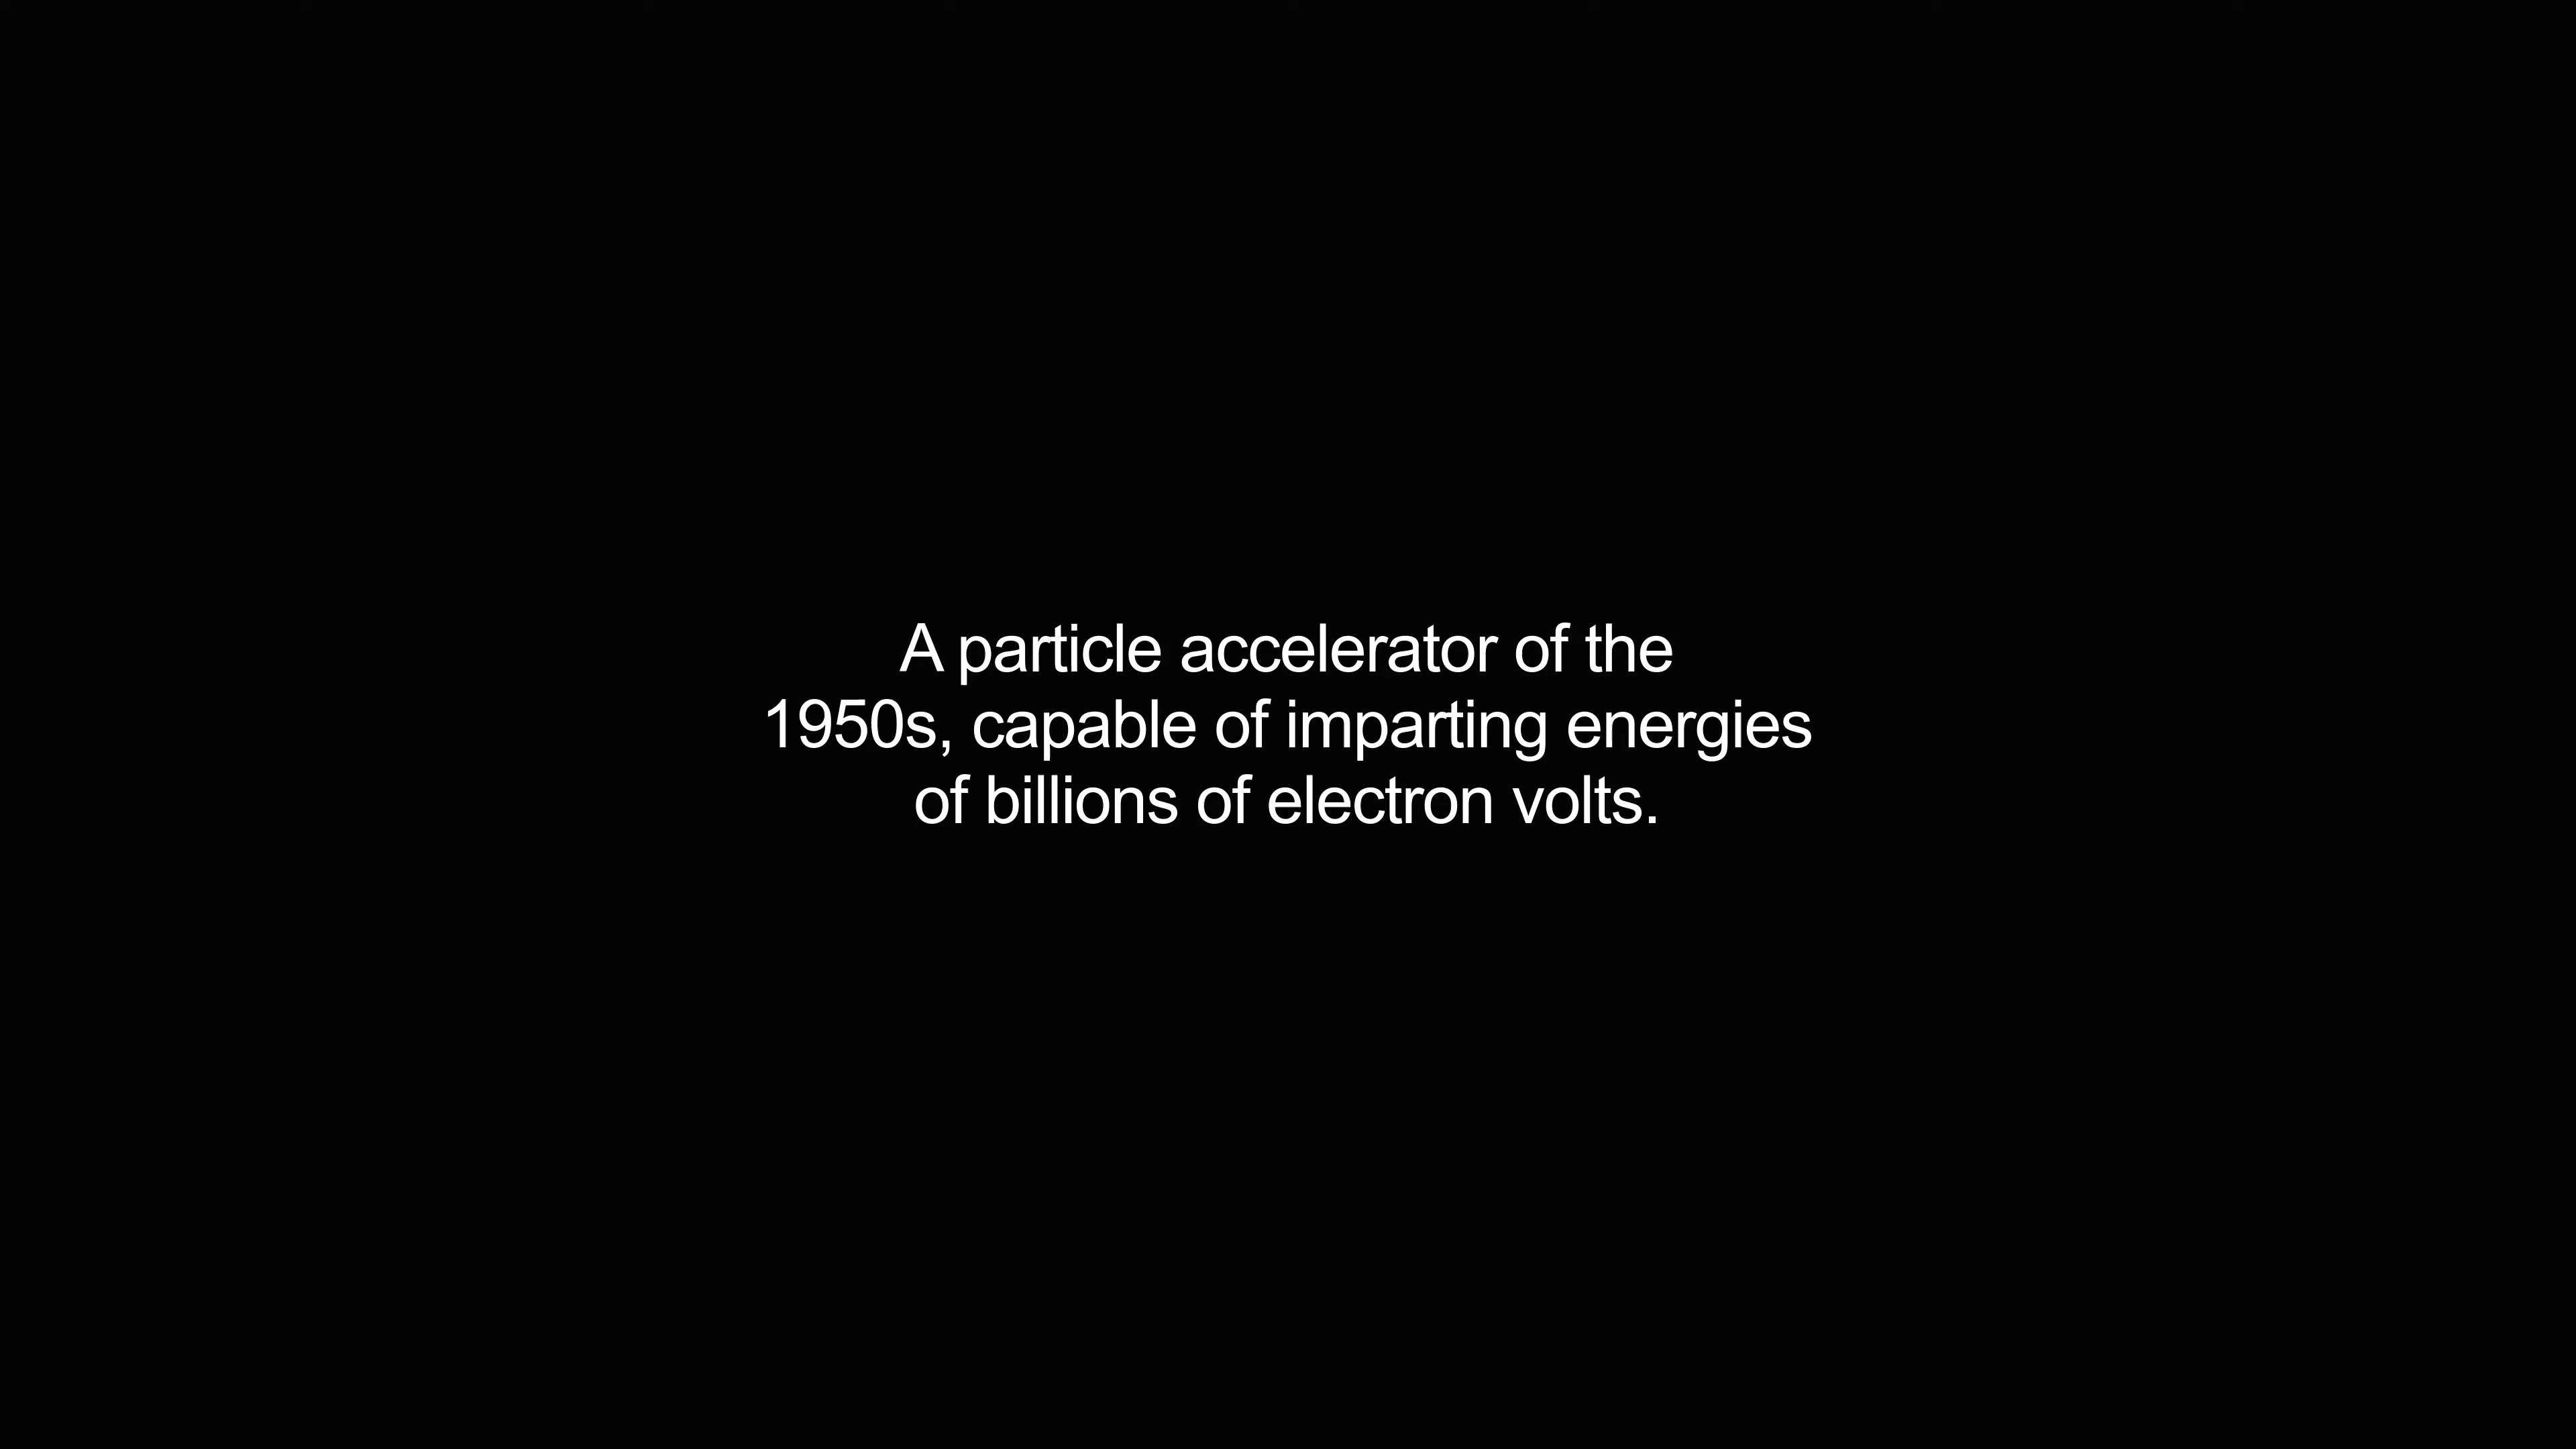 A particle accelerator of the
1950s, capable of imparting energies
of billions of electron volts.